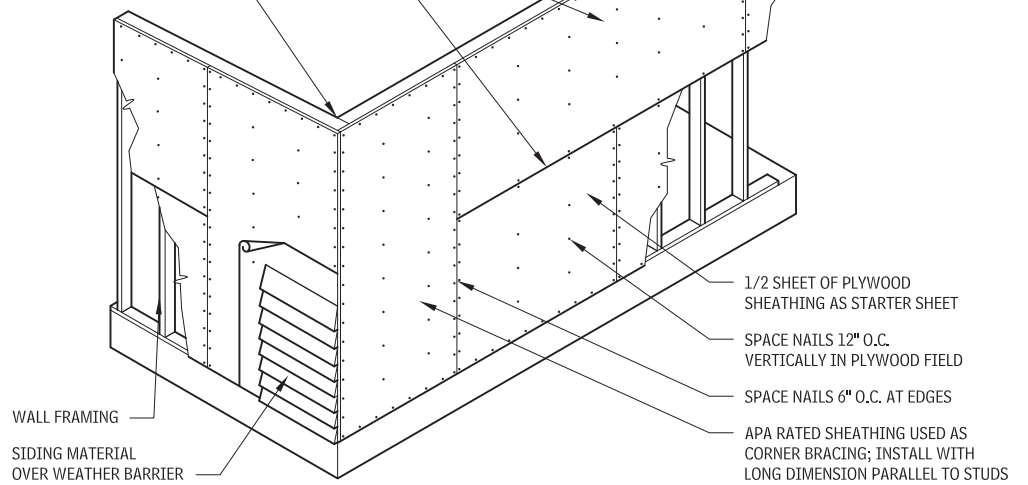 1/2 SHEET OF PLYWOOD
SHEATHING AS STARTER SHEET
SPACE NAILS 12" O.C.
VERTICALLY IN PLYWOOD FIELD
SPACE NAILS 6" O.C. AT EDGES
APA RATED SHEATHING USED AS
CORNER BRACING; INSTALL WITH
LONG DIMENSION PARALLEL TO STUDS
WALL FRAMING
SIDING MATERIAL
OVER WEATHER BARRIER